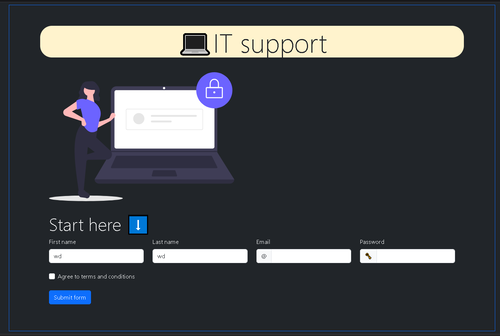 IT support
Start here
First name
Last name
Email
Password
wd
wd
@
Agree to terms and conditions
Submit form